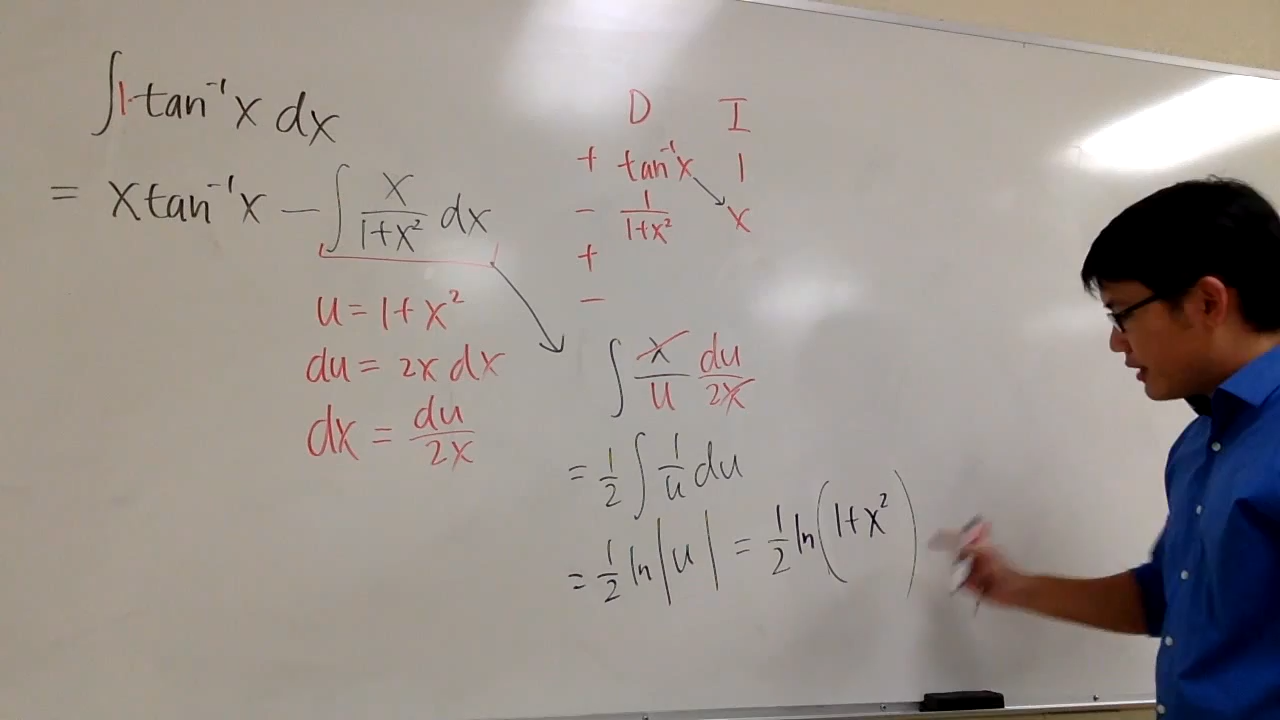 ∫1·tan⁻¹x dx
= x tan⁻¹x − ∫ x/(1+x²) dx
u = 1+x²
du = 2x dx
dx = du/2x
D I
+ tan⁻¹x 1
− 1/(1+x²) x
+
−
∫ x/u du/2x
= 1/2 ∫ 1/u du
= 1/2 ln|u| = 1/2 ln(1+x²)